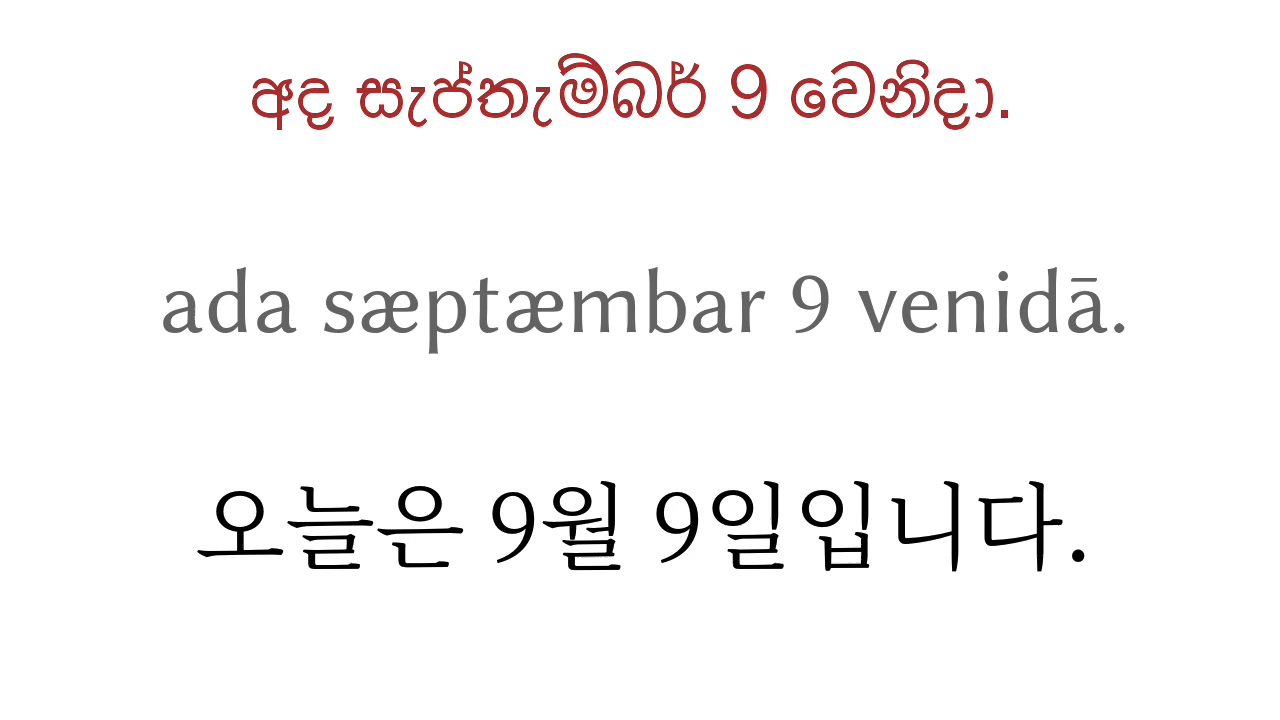 අද සැප්තැම්බර් 9 වෙනිදා.
ada sæptæmbar 9 venidā.
오늘은 9월 9일입니다.